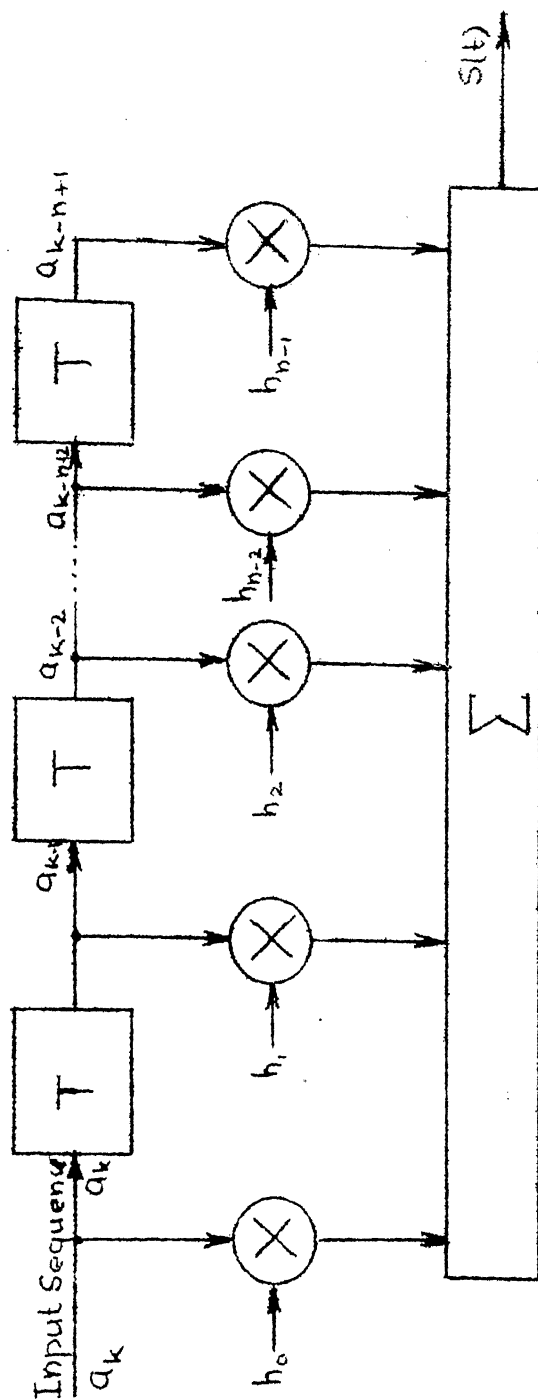 Input Sequence
a_k
a_k
T
a_{k-1}
T
a_{k-2}
.....
a_{k-n+2}
T
a_{k-n+1}
h_0
×
h_1
×
h_2
×
h_{n-2}
×
h_{n-1}
×
Σ
S(t)